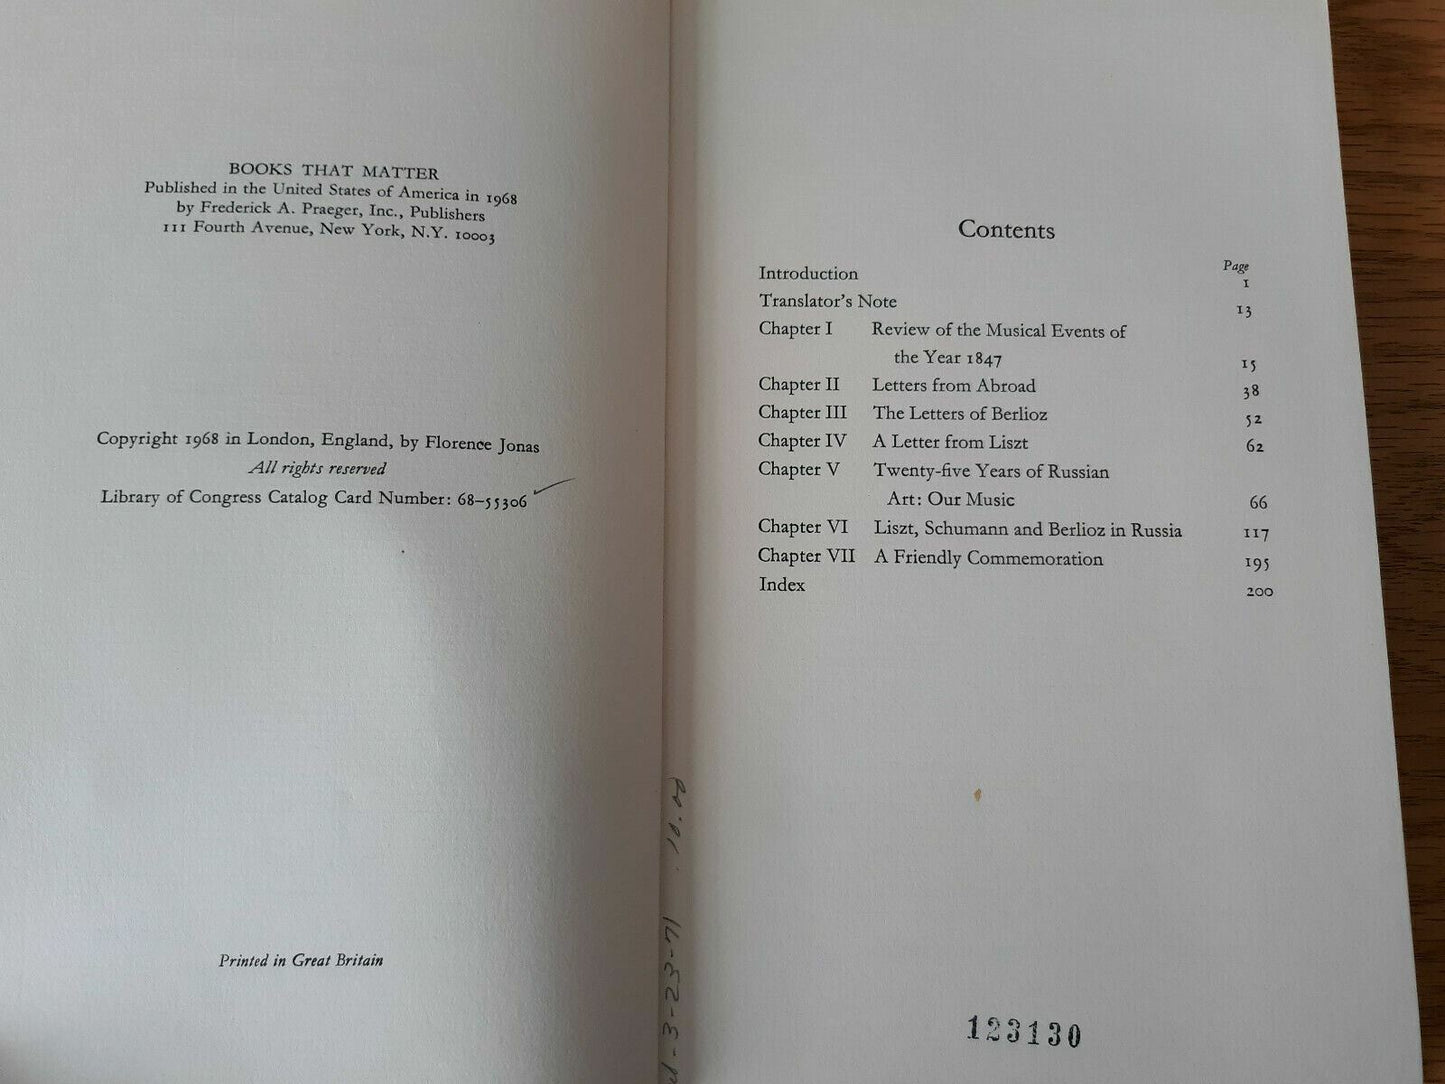 BOOKS THAT MATTER
Published in the United States of America in 1968
by Frederick A. Praeger, Inc., Publishers
111 Fourth Avenue, New York, N.Y. 10003
Copyright 1968 in London, England, by Florence Jonas
All rights reserved
Library of Congress Catalog Card Number: 68–55306
Printed in Great Britain
3-23-71 10.00
Contents
Page
Introduction 1
Translator's Note 13
Chapter I Review of the Musical Events of
the Year 1847 15
Chapter II Letters from Abroad 38
Chapter III The Letters of Berlioz 52
Chapter IV A Letter from Liszt 62
Chapter V Twenty-five Years of Russian
Art: Our Music 66
Chapter VI Liszt, Schumann and Berlioz in Russia 117
Chapter VII A Friendly Commemoration 195
Index 200
123130